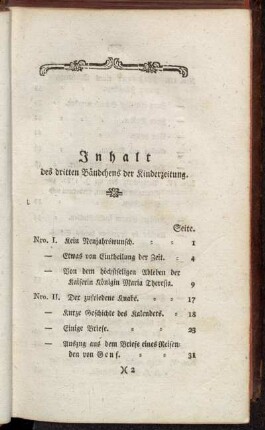 Inhalt
des dritten Bändchens der Kinderzeitung.
Seite.
Nro. I. Kein Neujahrswunsch. = = 1
— Etwas von Eintheilung der Zeit. = 4
— Von dem höchstseligen Ableben der
Kaiserin Königin Maria Theresia. 9
Nro. II. Der zufriedene Knabe. = 17
— Kurze Geschichte des Kalenders. = 18
— Einige Briefe. = = 23
— Auszug aus dem Briefe eines Reisen
den von Genf. = = 31
)( 2